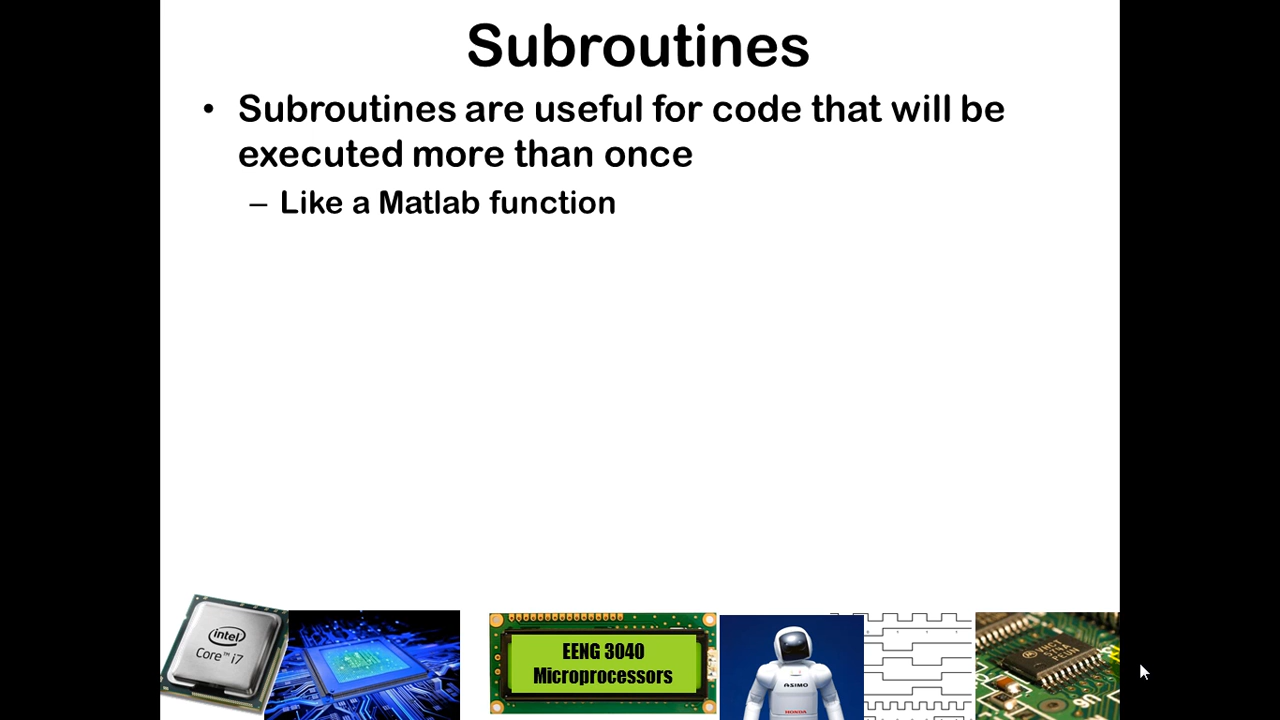 Subroutines
• Subroutines are useful for code that will be
executed more than once
– Like a Matlab function
intel
Core™ i7
EENG 3040
Microprocessors
ASIMO
HONDA